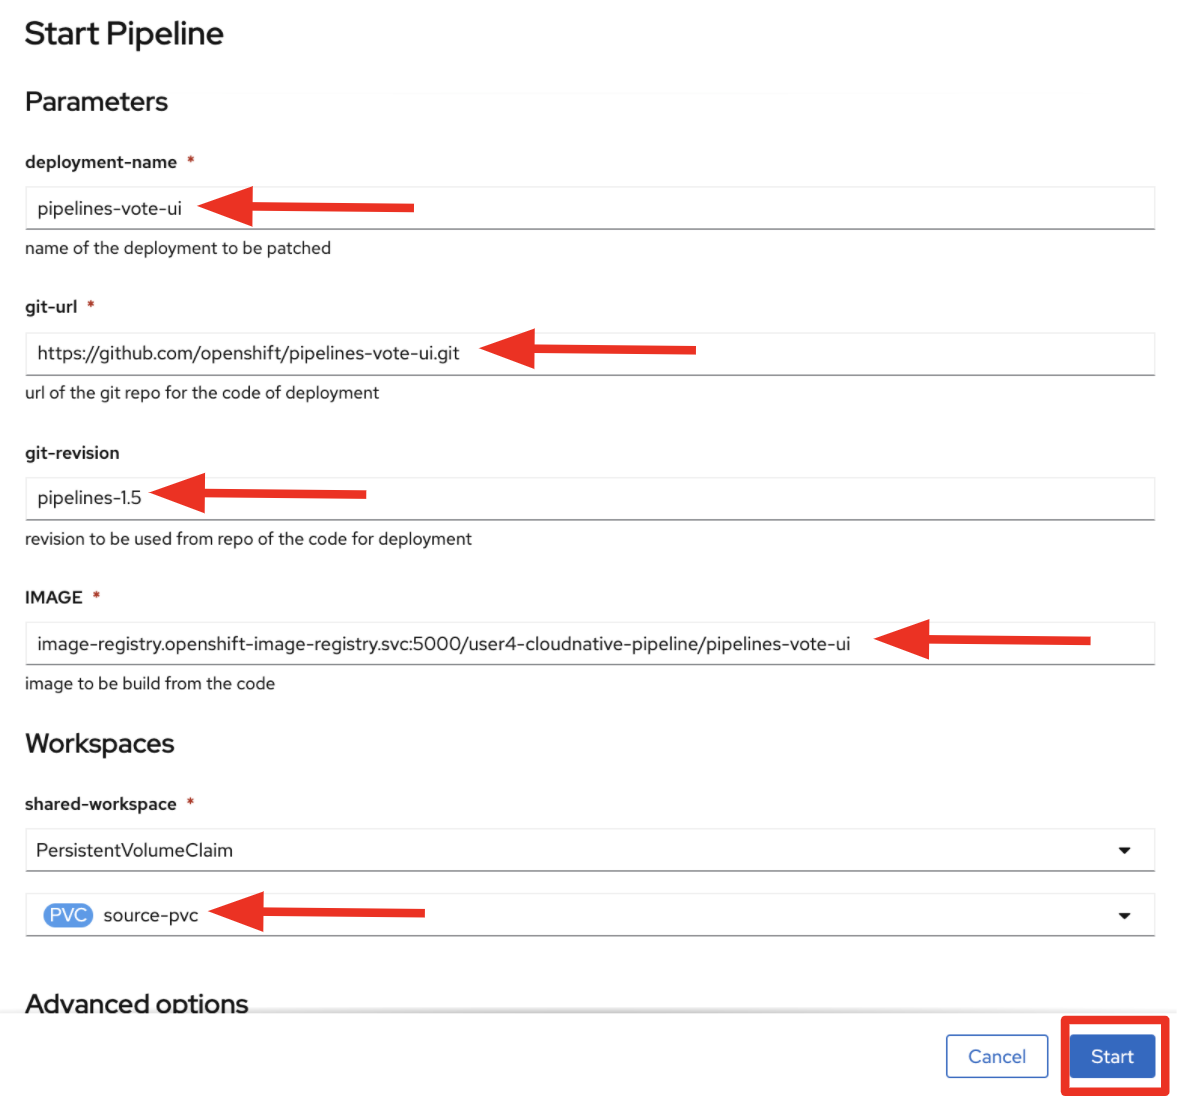 Start Pipeline
Parameters
deployment-name *
pipelines-vote-ui
name of the deployment to be patched
git-url *
https://github.com/openshift/pipelines-vote-ui.git
url of the git repo for the code of deployment
git-revision
pipelines-1.5
revision to be used from repo of the code for deployment
IMAGE *
image-registry.openshift-image-registry.svc:5000/user4-cloudnative-pipeline/pipelines-vote-ui
image to be build from the code
Workspaces
shared-workspace *
PersistentVolumeClaim
PVC source-pvc
Advanced options
Cancel Start